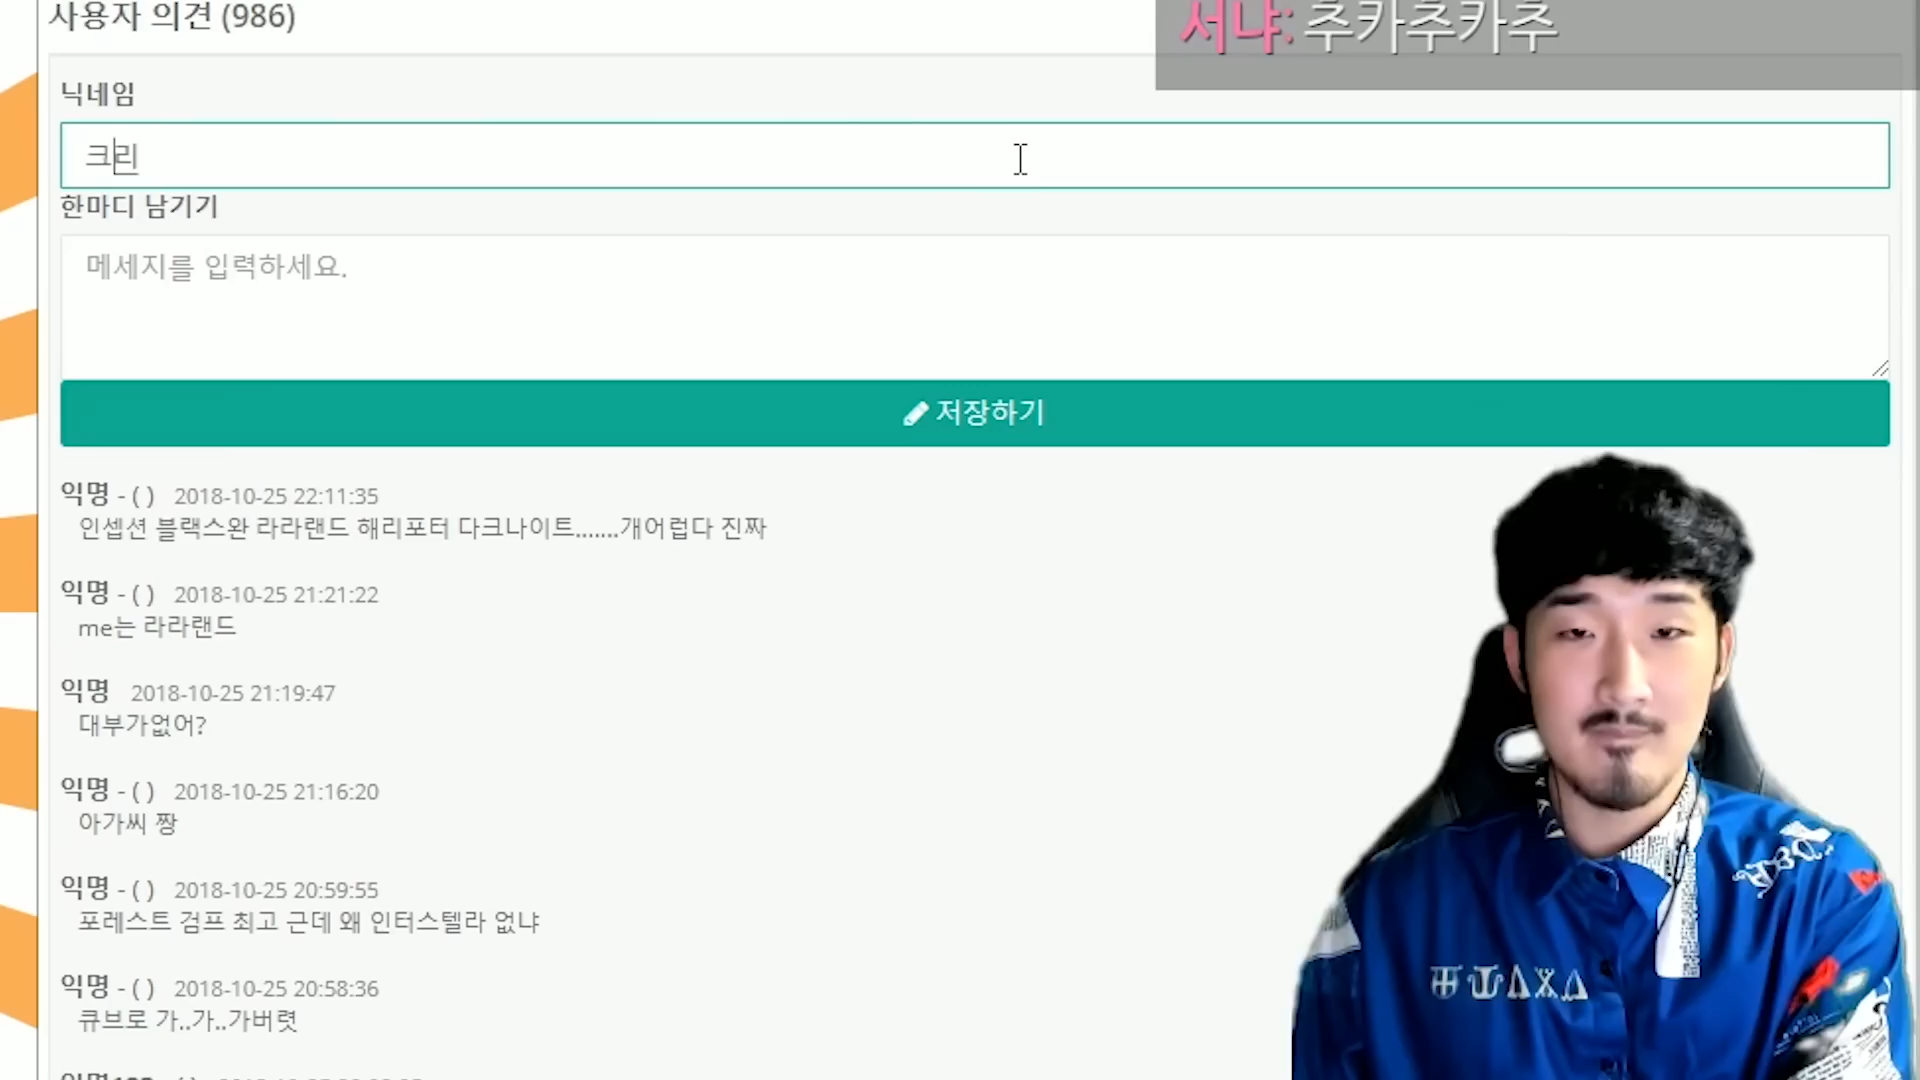 사용자 의견 (986)
서냐: 추카추카추
닉네임
크린
한마디 남기기
메세지를 입력하세요.
저장하기
익명 - ( ) 2018-10-25 22:11:35
인셉션 블랙스완 라라랜드 해리포터 다크나이트.......개어렵다 진짜
익명 - ( ) 2018-10-25 21:21:22
me는 라라랜드
익명 2018-10-25 21:19:47
대부가없어?
익명 - ( ) 2018-10-25 21:16:20
아가씨 짱
익명 - ( ) 2018-10-25 20:59:55
포레스트 검프 최고 근데 왜 인터스텔라 없냐
익명 - ( ) 2018-10-25 20:58:36
큐브로 가..가..가버렷